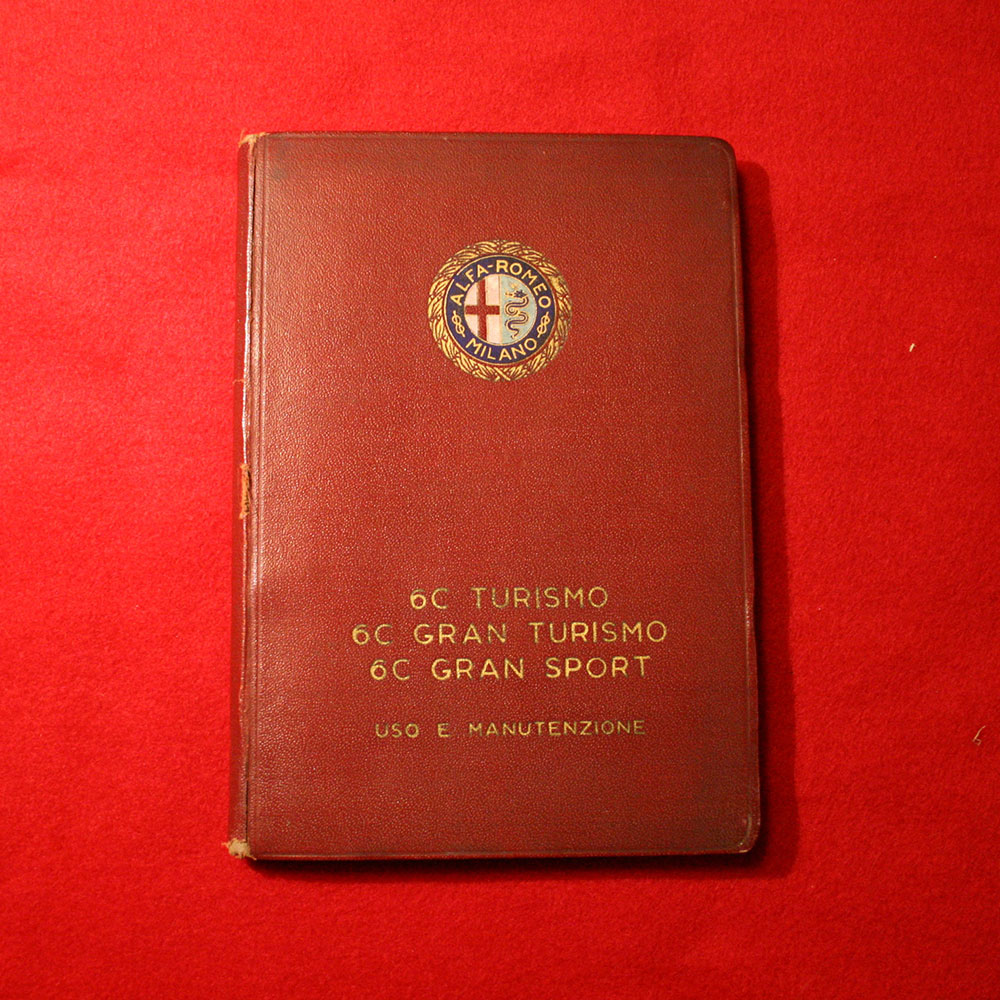 ALFA-ROMEO
MILANO
6C TURISMO
6C GRAN TURISMO
6C GRAN SPORT
USO E MANUTENZIONE